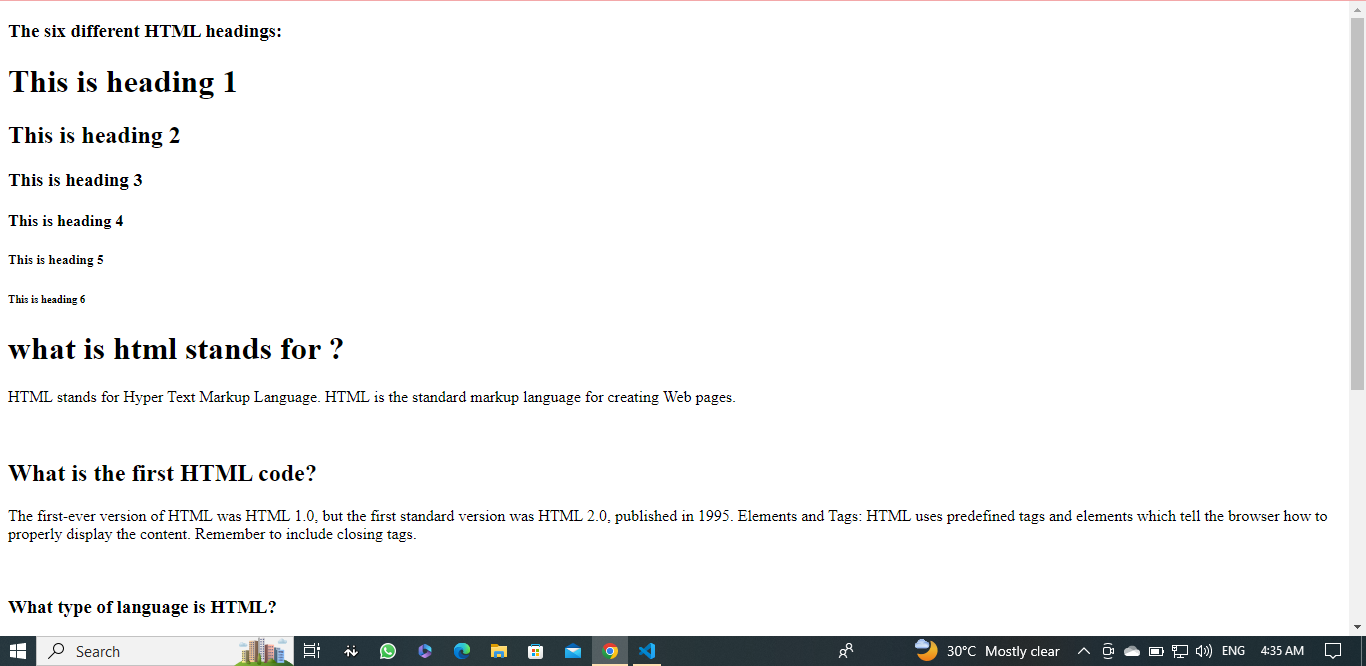 The six different HTML headings:
This is heading 1
This is heading 2
This is heading 3
This is heading 4
This is heading 5
This is heading 6
what is html stands for ?
HTML stands for Hyper Text Markup Language. HTML is the standard markup language for creating Web pages.
What is the first HTML code?
The first-ever version of HTML was HTML 1.0, but the first standard version was HTML 2.0, published in 1995. Elements and Tags: HTML uses predefined tags and elements which tell the browser how to
properly display the content. Remember to include closing tags.
What type of language is HTML?
Search 30°C Mostly clear ENG 4:35 AM